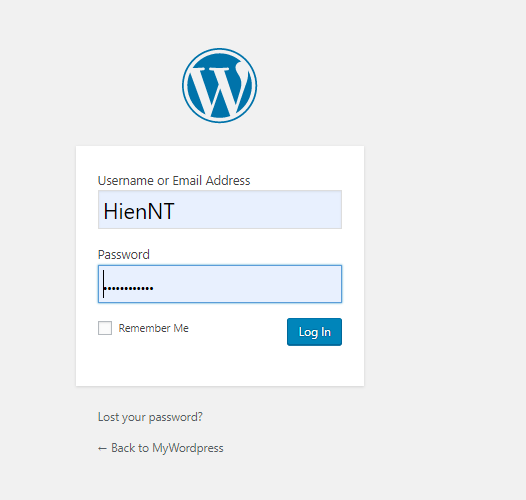 Username or Email Address
HienNT
Password
••••••••••••
Remember Me
Log In
Lost your password?
← Back to MyWordpress